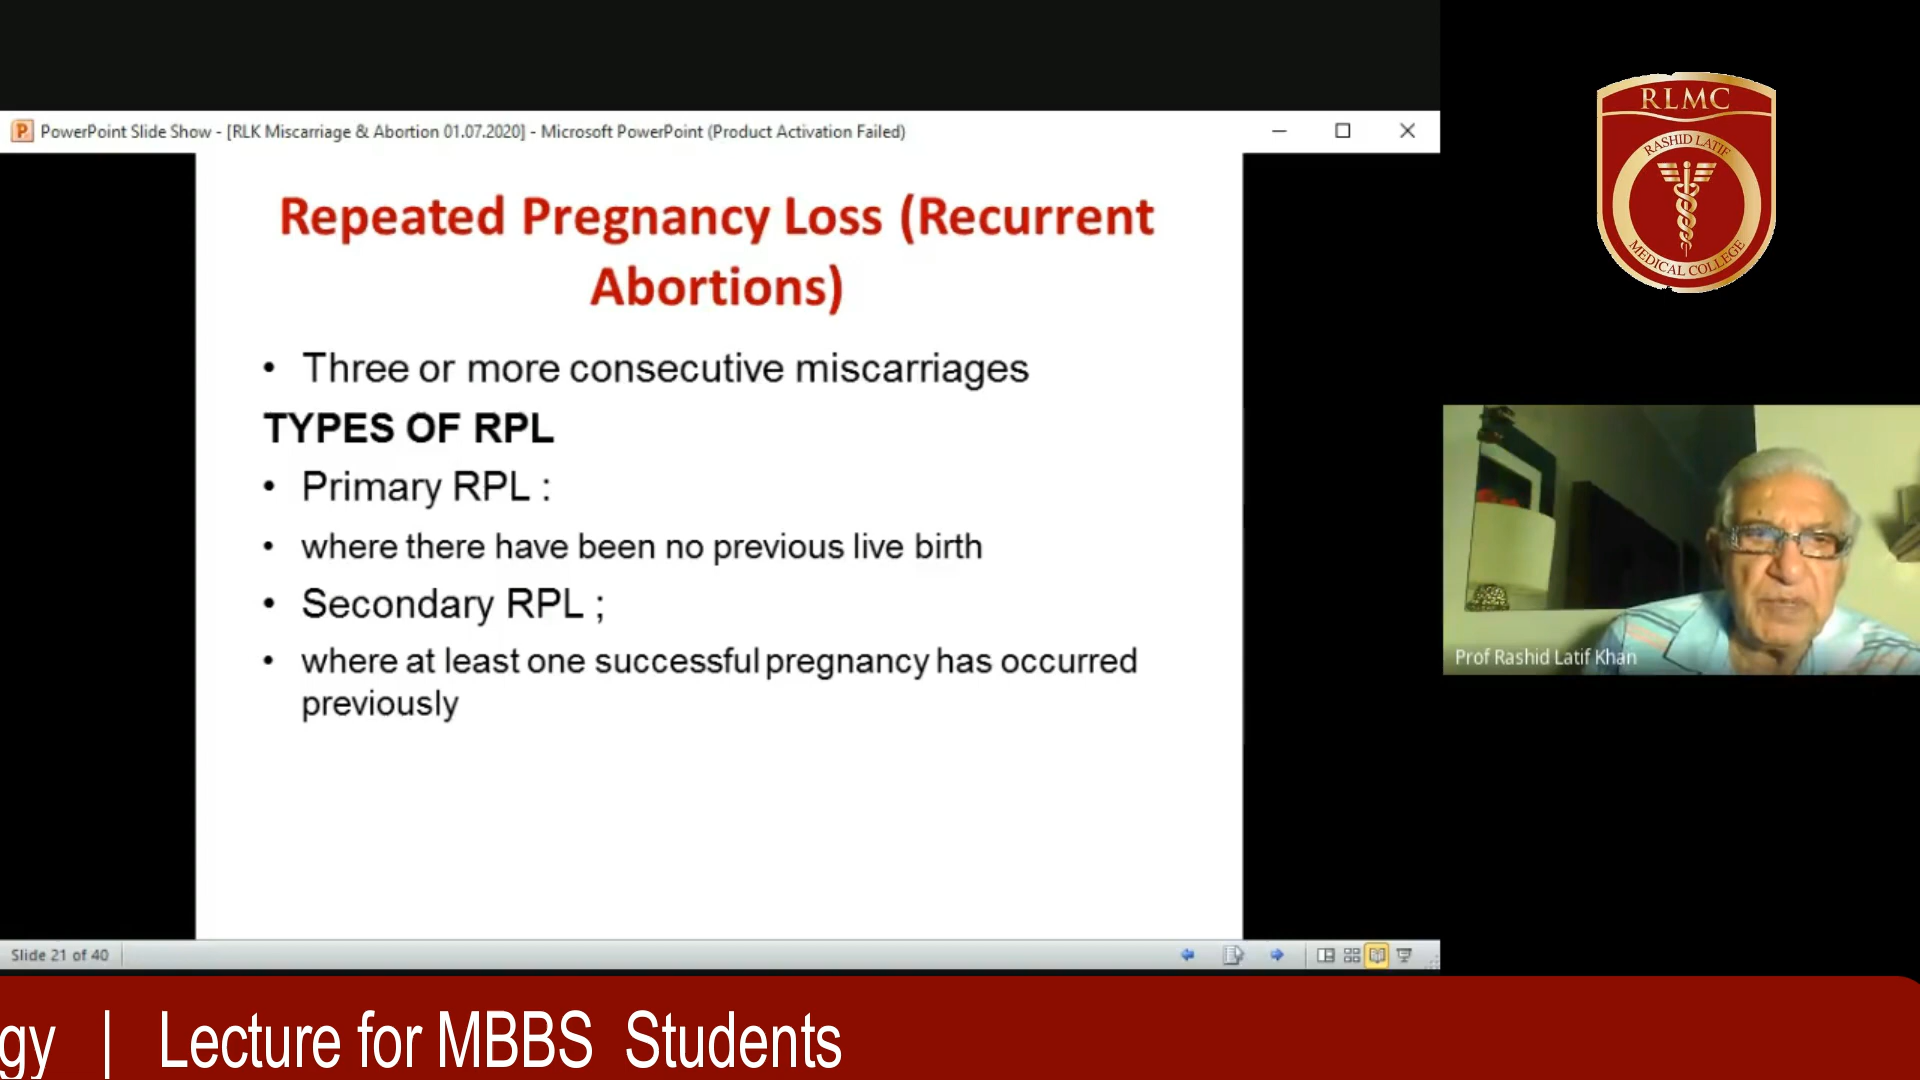 PowerPoint Slide Show - [RLK Miscarriage & Abortion 01.07.2020] - Microsoft PowerPoint (Product Activation Failed)
Repeated Pregnancy Loss (Recurrent
Abortions)
• Three or more consecutive miscarriages
TYPES OF RPL
• Primary RPL :
• where there have been no previous live birth
• Secondary RPL ;
• where at least one successful pregnancy has occurred
previously
Slide 21 of 40
RLMC
RASHID LATIF
MEDICAL COLLEGE
Prof Rashid Latif Khan
gy | Lecture for MBBS Students